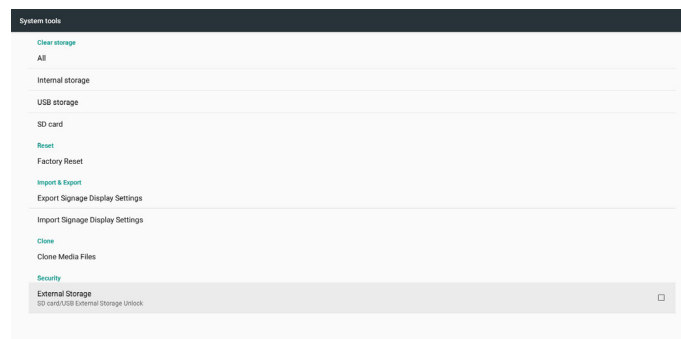 System tools
Clear storage
All
Internal storage
USB storage
SD card
Reset
Factory Reset
Import & Export
Export Signage Display Settings
Import Signage Display Settings
Clone
Clone Media Files
Security
External Storage
SD card/USB External Storage Unlock